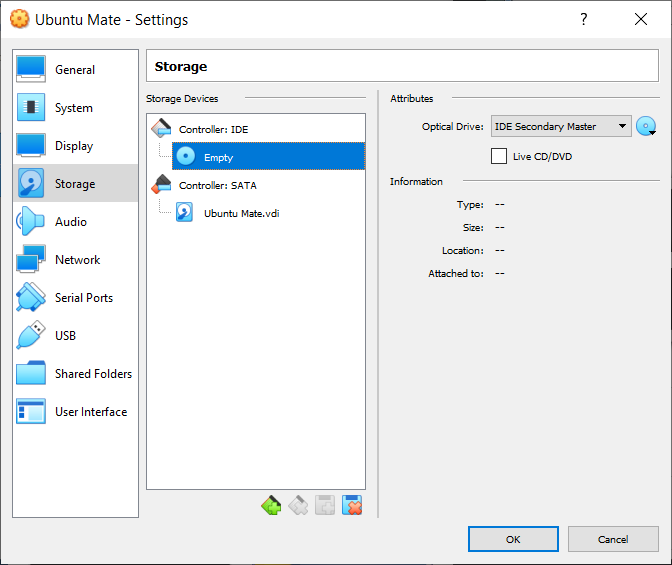 Ubuntu Mate - Settings
General
System
Display
Storage
Audio
Network
Serial Ports
USB
Shared Folders
User Interface
Storage
Storage Devices
Controller: IDE
Empty
Controller: SATA
Ubuntu Mate.vdi
Attributes
Optical Drive: IDE Secondary Master
Live CD/DVD
Information
Type: --
Size: --
Location: --
Attached to: --
OK
Cancel